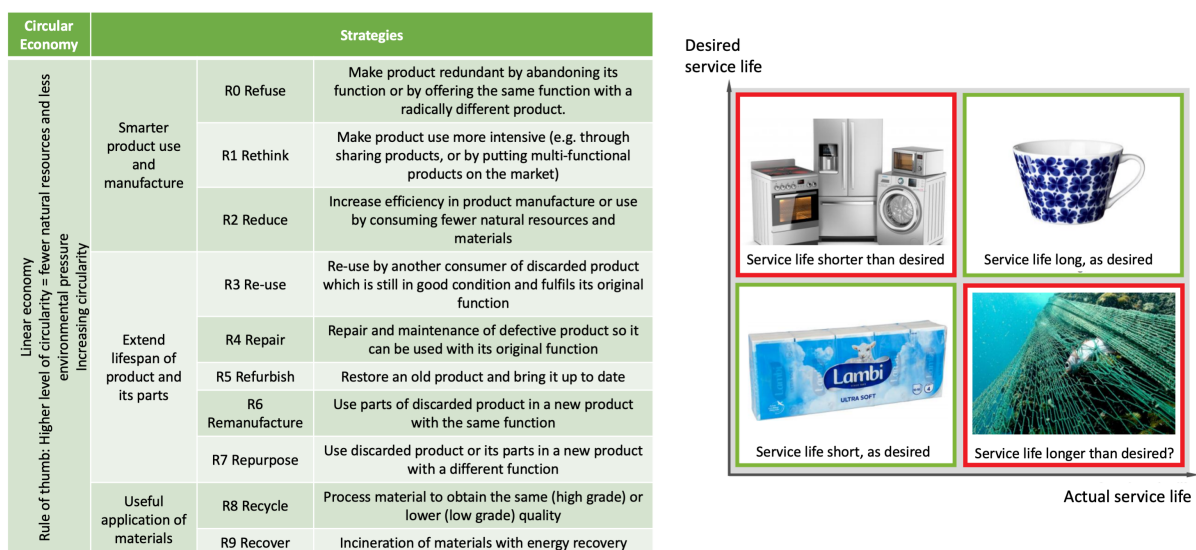 Circular
Economy
Strategies
Linear economy
Rule of thumb: Higher level of circularity = fewer natural resources and less
environmental pressure
Increasing circularity
Smarter
product use
and
manufacture
R0 Refuse
Make product redundant by abandoning its
function or by offering the same function with a
radically different product.
R1 Rethink
Make product use more intensive (e.g. through
sharing products, or by putting multi-functional
products on the market)
R2 Reduce
Increase efficiency in product manufacture or use
by consuming fewer natural resources and
materials
Extend
lifespan of
product and
its parts
R3 Re-use
Re-use by another consumer of discarded product
which is still in good condition and fulfils its original
function
R4 Repair
Repair and maintenance of defective product so it
can be used with its original function
R5 Refurbish
Restore an old product and bring it up to date
R6
Remanufacture
Use parts of discarded product in a new product
with the same function
R7 Repurpose
Use discarded product or its parts in a new product
with a different function
Useful
application of
materials
R8 Recycle
Process material to obtain the same (high grade) or
lower (low grade) quality
R9 Recover
Incineration of materials with energy recovery
Desired
service life
Service life shorter than desired
Service life long, as desired
Lambi
ULTRA SOFT
Service life short, as desired
Service life longer than desired?
Actual service life